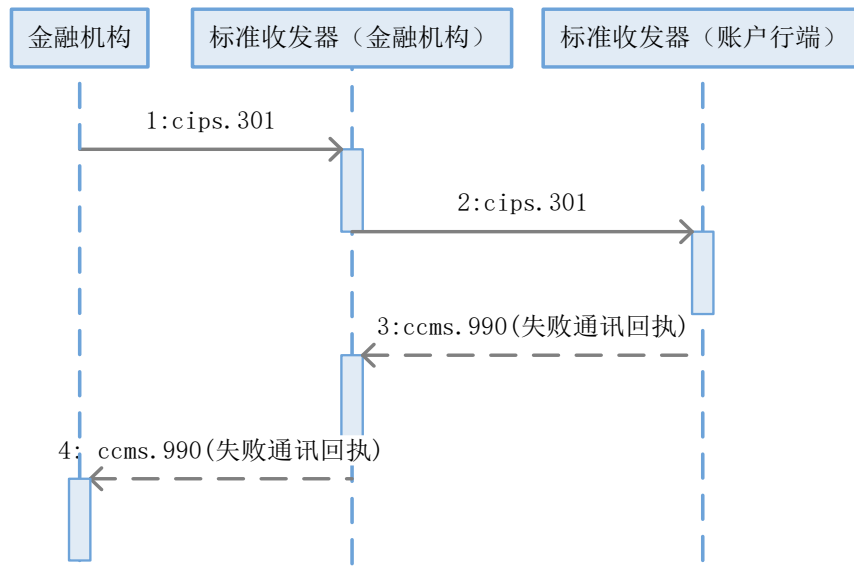 金融机构
标准收发器（金融机构）
标准收发器（账户行端）
1:cips.301
2:cips.301
3:ccms.990(失败通讯回执)
4: ccms.990(失败通讯回执)